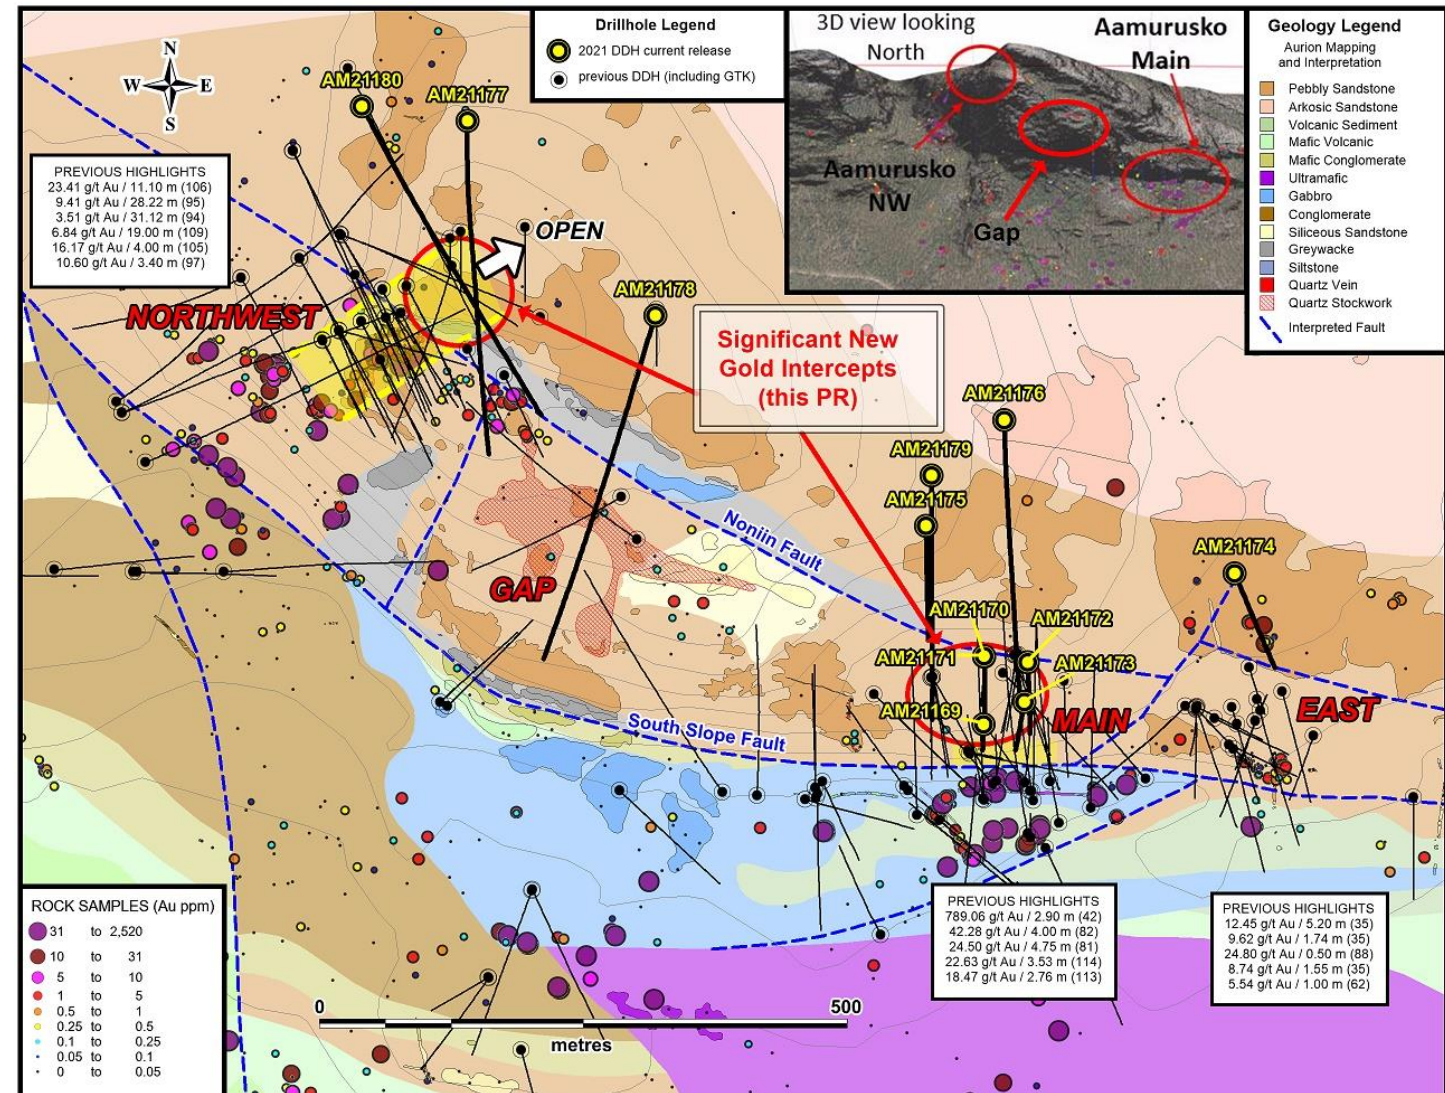 N
W E
S
Drillhole Legend
2021 DDH current release
previous DDH (including GTK)
3D view looking
North
Aamurusko
Main
Aamurusko
NW
Gap
Geology Legend
Aurion Mapping
and Interpretation
Pebbly Sandstone
Arkosic Sandstone
Volcanic Sediment
Mafic Volcanic
Mafic Conglomerate
Ultramafic
Gabbro
Conglomerate
Siliceous Sandstone
Greywacke
Siltstone
Quartz Vein
Quartz Stockwork
Interpreted Fault
AM21180
AM21177
PREVIOUS HIGHLIGHTS
23.41 g/t Au / 11.10 m (106)
9.41 g/t Au / 28.22 m (95)
3.51 g/t Au / 31.12 m (94)
6.84 g/t Au / 19.00 m (109)
16.17 g/t Au / 4.00 m (105)
10.60 g/t Au / 3.40 m (97)
OPEN
AM21178
NORTHWEST
Significant New
Gold Intercepts
(this PR)
AM21176
AM21179
AM21175
Noniin Fault
AM21174
GAP
AM21170
AM21172
AM21171
AM21173
AM21169
MAIN
EAST
South Slope Fault
ROCK SAMPLES (Au ppm)
31 to 2,520
10 to 31
5 to 10
1 to 5
0.5 to 1
0.25 to 0.5
0.1 to 0.25
0.05 to 0.1
0 to 0.05
PREVIOUS HIGHLIGHTS
789.06 g/t Au / 2.90 m (42)
42.28 g/t Au / 4.00 m (82)
24.50 g/t Au / 4.75 m (81)
22.63 g/t Au / 3.53 m (114)
18.47 g/t Au / 2.76 m (113)
PREVIOUS HIGHLIGHTS
12.45 g/t Au / 5.20 m (35)
9.62 g/t Au / 1.74 m (35)
24.80 g/t Au / 0.50 m (88)
8.74 g/t Au / 1.55 m (35)
5.54 g/t Au / 1.00 m (62)
0 500
metres